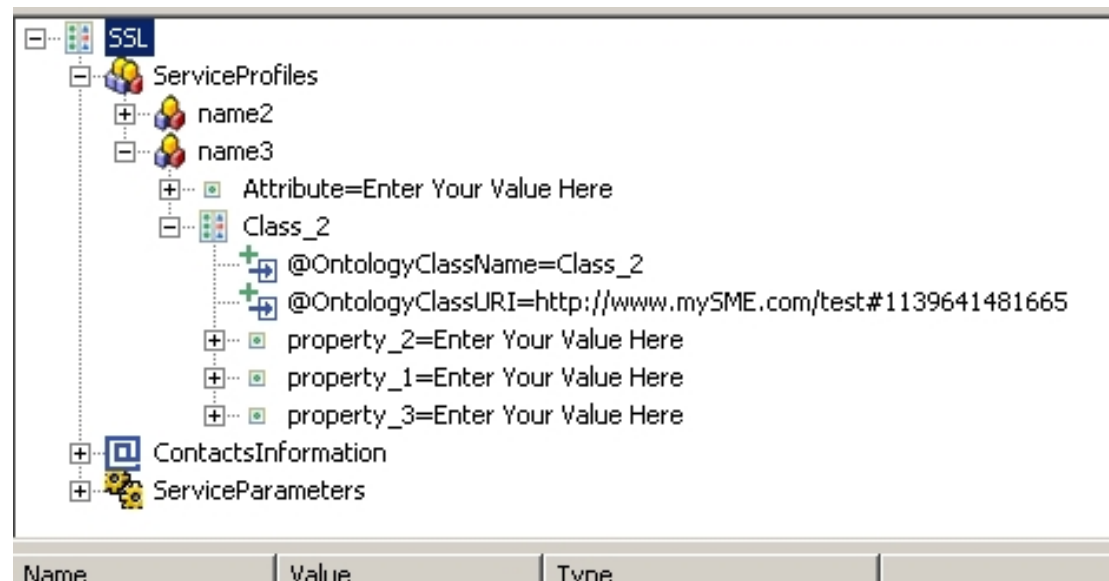 SSL
ServiceProfiles
name2
name3
Attribute=Enter Your Value Here
Class_2
@OntologyClassName=Class_2
@OntologyClassURI=http://www.mySME.com/test#1139641481665
property_2=Enter Your Value Here
property_1=Enter Your Value Here
property_3=Enter Your Value Here
ContactsInformation
ServiceParameters
Name Value Type